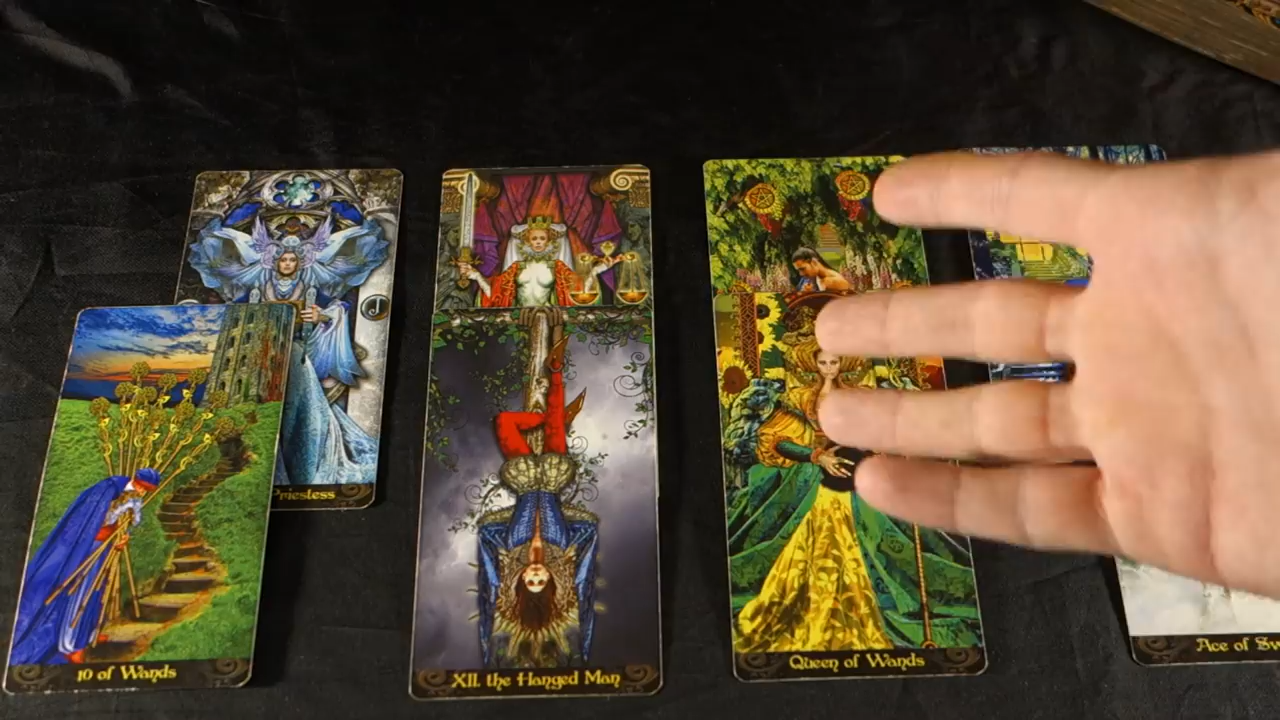 Priestess
10 of Wands
XII. the Hanged Man
Queen of Wands
Ace of Sw